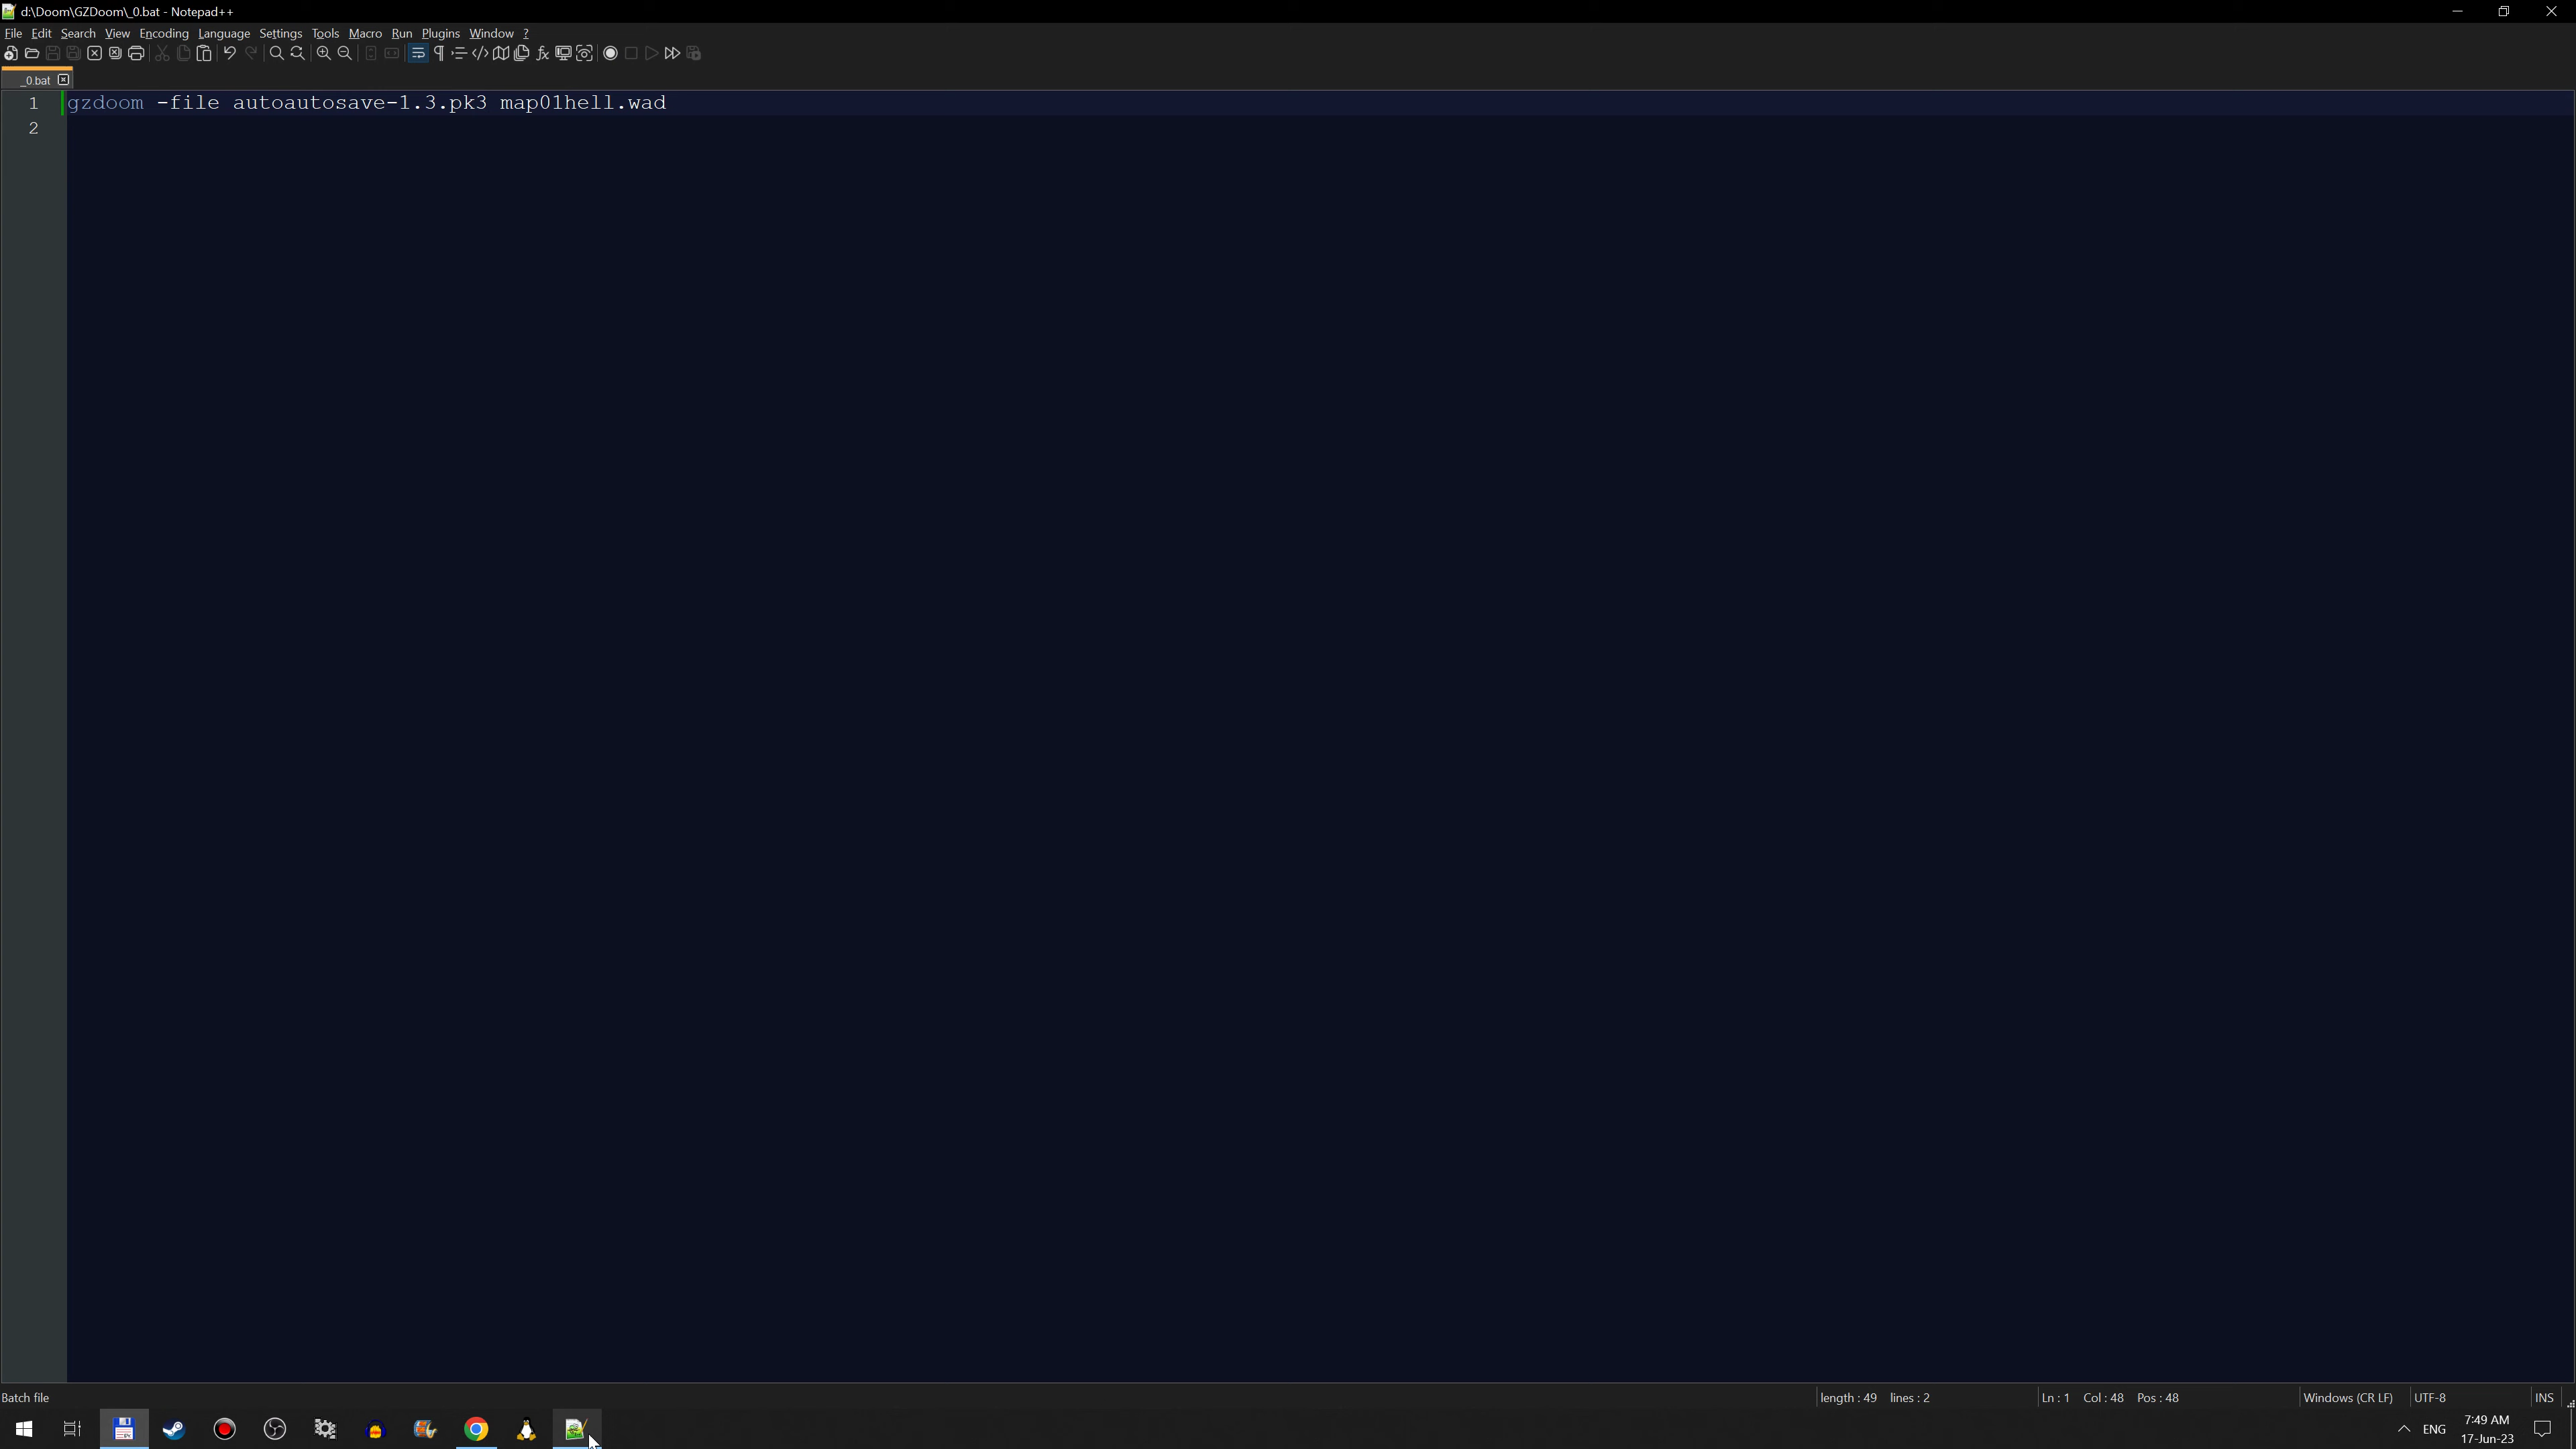 d:\Doom\GZDoom\_0.bat - Notepad++
File Edit Search View Encoding Language Settings Tools Macro Run Plugins Window ?
_0.bat
1 gzdoom -file autoautosave-1.3.pk3 map01hell.wad
2
Batch file length : 49 lines : 2 Ln : 1 Col : 48 Pos : 48 Windows (CR LF) UTF-8 INS
ENG
7:49 AM
17-Jun-23